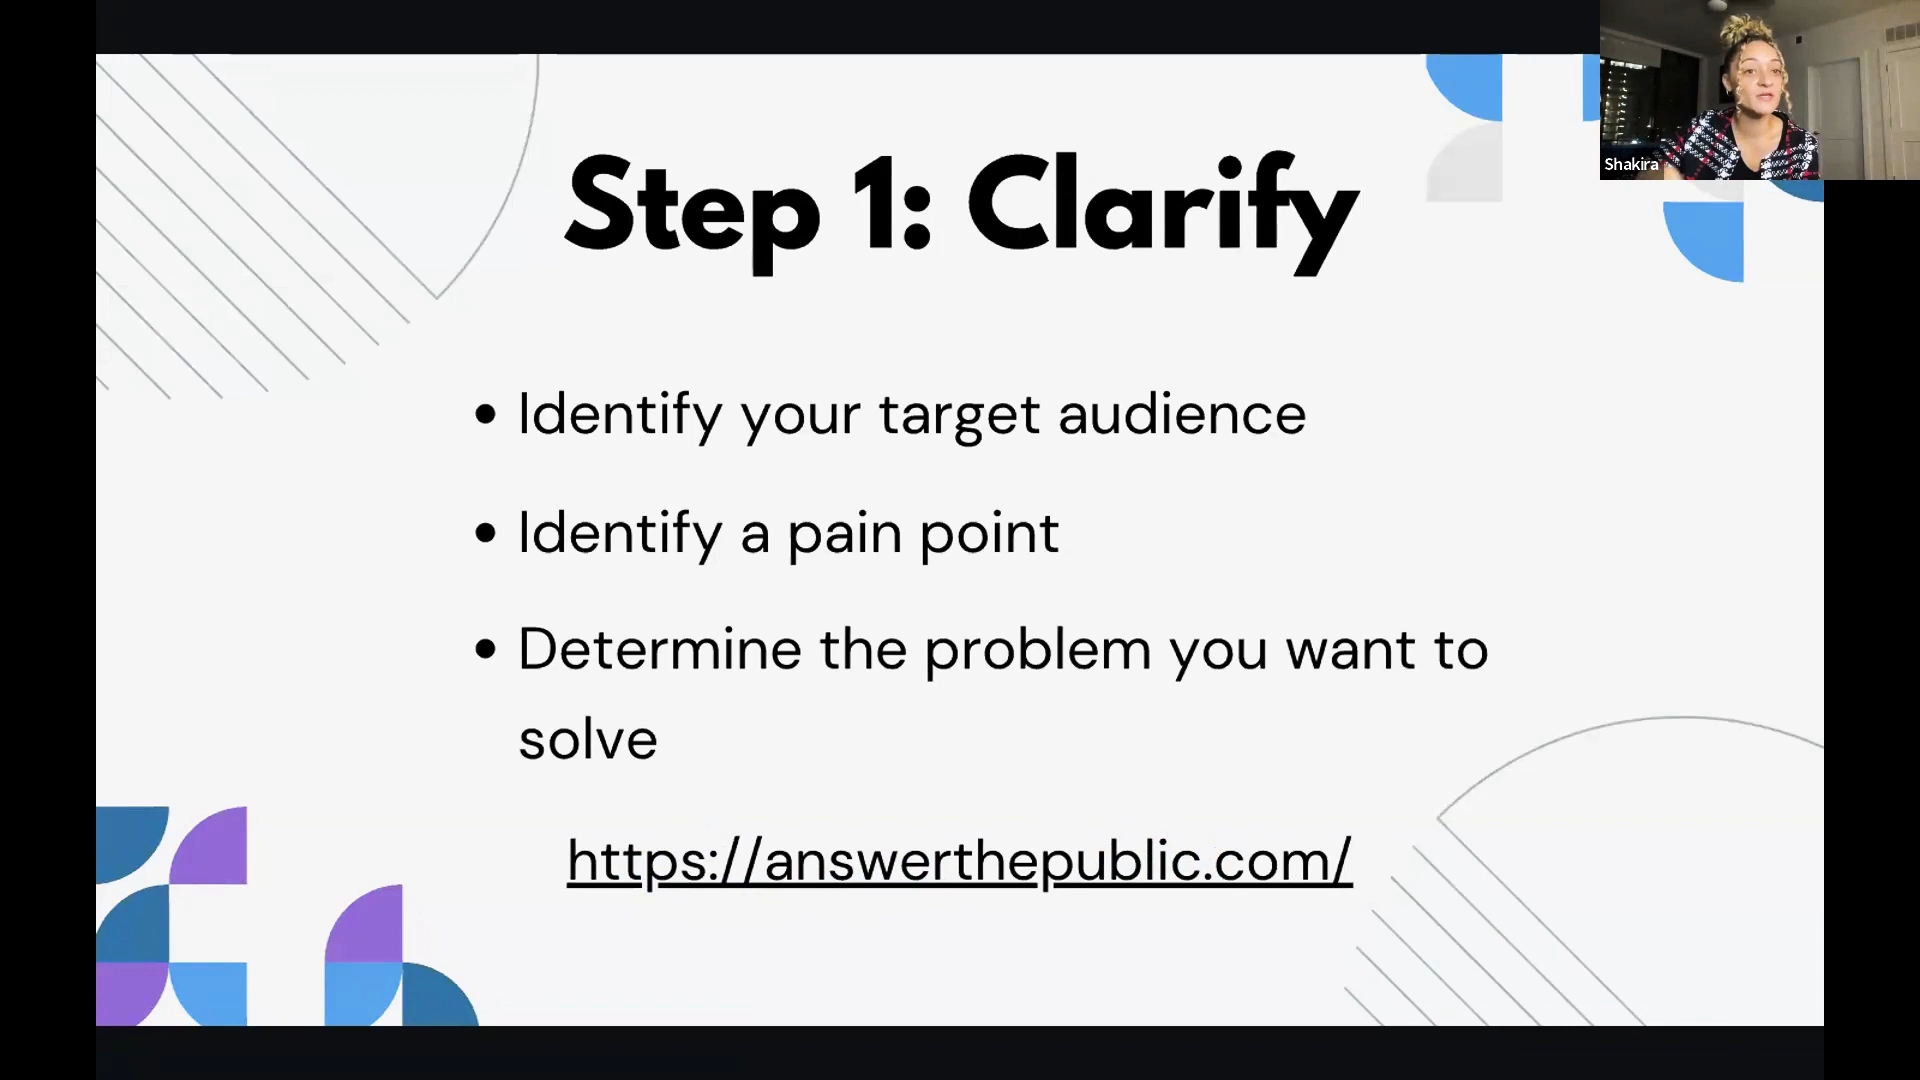 Shakira
Step 1: Clarify
• Identify your target audience
• Identify a pain point
• Determine the problem you want to
solve
https://answerthepublic.com/